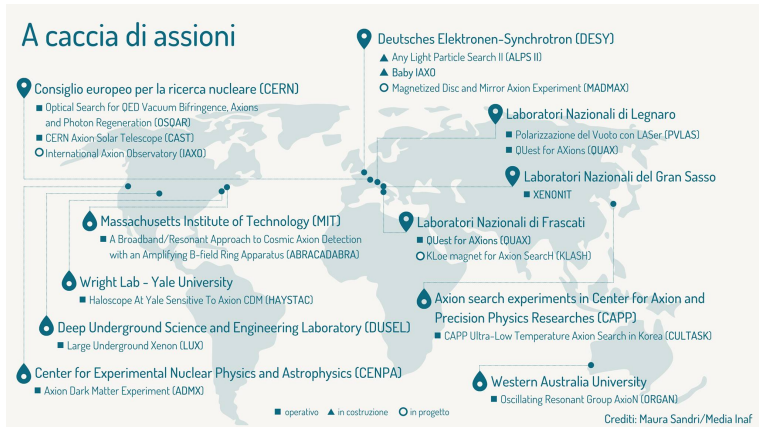 A caccia di assioni
Deutsches Elektronen-Synchrotron (DESY)
Any Light Particle Search II (ALPS II)
Baby IAXO
Magnetized Disc and Mirror Axion Experiment (MADMAX)
Consiglio europeo per la ricerca nucleare (CERN)
Optical Search for QED Vacuum Bifringence, Axions
and Photon Regeneration (OSQAR)
CERN Axion Solar Telescope (CAST)
International Axion Observatory (IAXO)
Laboratori Nazionali di Legnaro
Polarizzazione del Vuoto con LASer (PVLAS)
QUest for AXions (QUAX)
Laboratori Nazionali del Gran Sasso
XENON1T
Massachusetts Institute of Technology (MIT)
A Broadband/Resonant Approach to Cosmic Axion Detection
with an Amplifying B-field Ring Apparatus (ABRACADABRA)
Laboratori Nazionali di Frascati
QUest for AXions (QUAX)
KLoe magnet for Axion SearcH (KLASH)
Wright Lab - Yale University
Haloscope At Yale Sensitive To Axion CDM (HAYSTAC)
Axion search experiments in Center for Axion and
Precision Physics Researches (CAPP)
CAPP Ultra-Low Temperature Axion Search in Korea (CULTASK)
Deep Underground Science and Engineering Laboratory (DUSEL)
Large Underground Xenon (LUX)
Center for Experimental Nuclear Physics and Astrophysics (CENPA)
Axion Dark Matter Experiment (ADMX)
Western Australia University
Oscillating Resonant Group AxioN (ORGAN)
operativo in costruzione in progetto
Crediti: Maura Sandri/Media Inaf